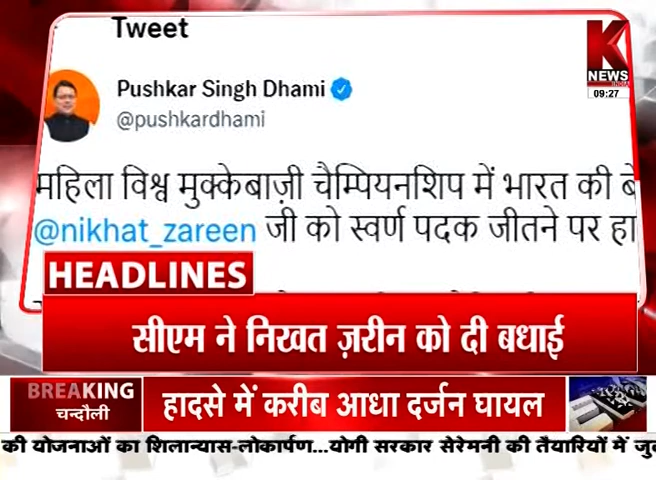 Tweet
Pushkar Singh Dhami
@pushkardhami
K
NEWS
INDIA
09:27
महिला विश्व मुक्केबाज़ी चैम्पियनशिप में भारत की
@nikhat_zareen जी को स्वर्ण पदक जीतने पर
HEADLINES
सीएम ने निखत ज़रीन को दी बधाई
BREAKING
चन्दौली
हादसे में करीब आधा दर्जन घायल
की योजनाओं का शिलान्यास-लोकार्पण...योगी सरकार सेरेमनी की तैयारियों में